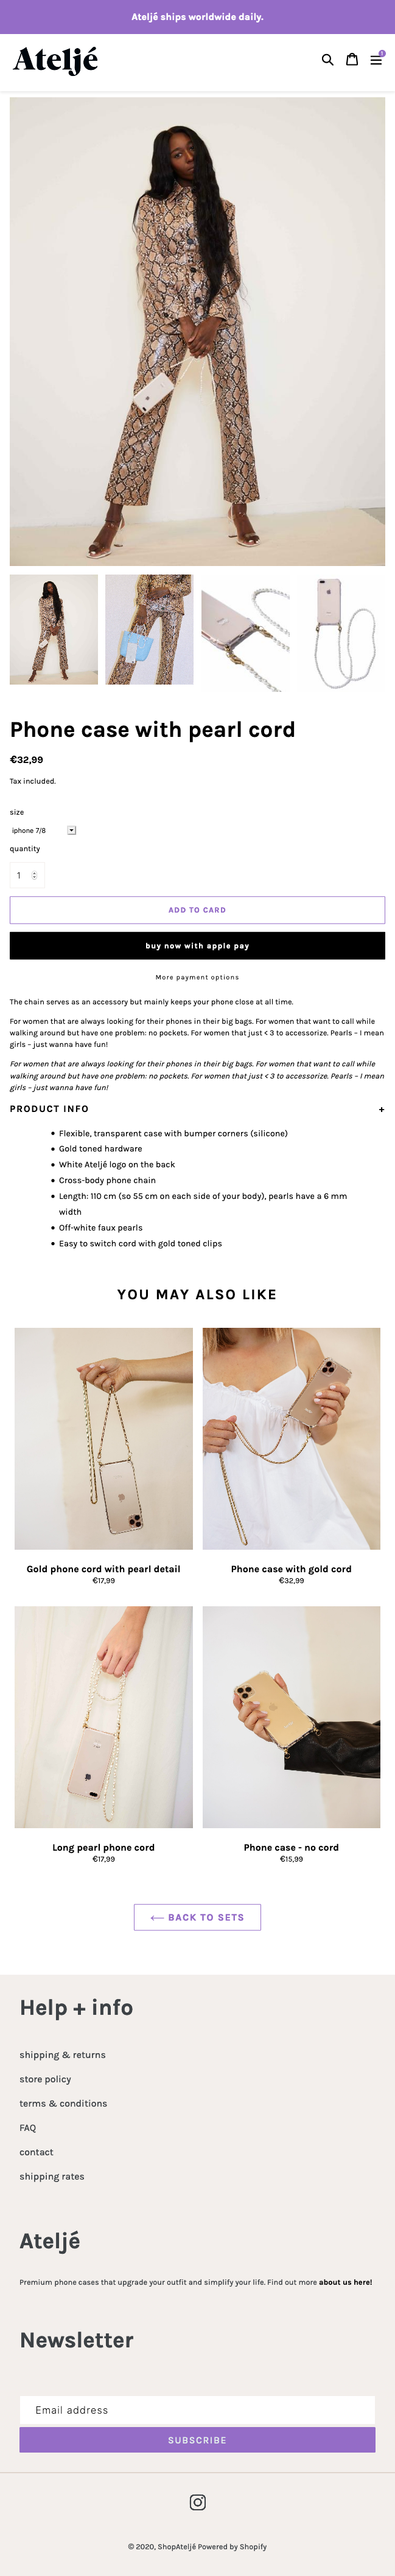 Ateljé ships worldwide daily.
Ateljé
1
Phone case with pearl cord
€32,99
Tax included.
size
iphone 7/8
quantity
1
ADD TO CARD
buy now with apple pay
More payment options
The chain serves as an accessory but mainly keeps your phone close at all time.
For women that are always looking for their phones in their big bags. For women that want to call while
walking around but have one problem: no pockets. For women that just < 3 to accessorize. Pearls – I mean
girls – just wanna have fun!
For women that are always looking for their phones in their big bags. For women that want to call while
walking around but have one problem: no pockets. For women that just < 3 to accessorize. Pearls – I mean
girls – just wanna have fun!
PRODUCT INFO +
• Flexible, transparent case with bumper corners (silicone)
• Gold toned hardware
• White Ateljé logo on the back
• Cross-body phone chain
• Length: 110 cm (so 55 cm on each side of your body), pearls have a 6 mm
width
• Off-white faux pearls
• Easy to switch cord with gold toned clips
YOU MAY ALSO LIKE
Gold phone cord with pearl detail
€17,99
Phone case with gold cord
€32,99
Long pearl phone cord
€17,99
Phone case - no cord
€15,99
BACK TO SETS
Help + info
shipping & returns
store policy
terms & conditions
FAQ
contact
shipping rates
Ateljé
Premium phone cases that upgrade your outfit and simplify your life. Find out more about us here!
Newsletter
Email address
SUBSCRIBE
© 2020, ShopAteljé Powered by Shopify